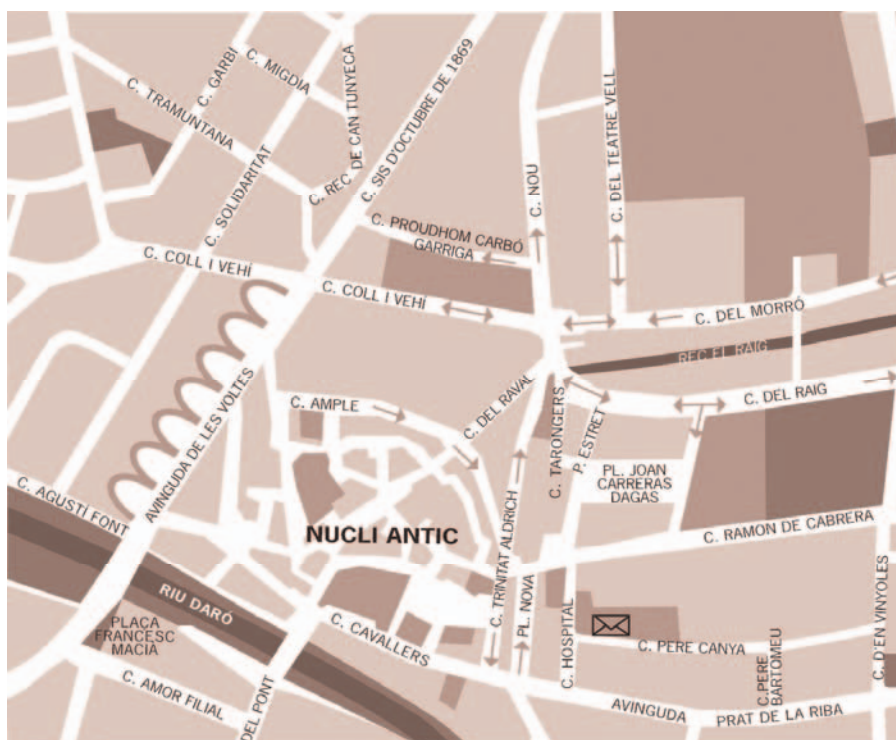 C. GARBI
C. MIGDIA
C. TRAMUNTANA
C. REC DE CAN TUNYECA
C. SIS D'OCTUBRE DE 1869
C. SOLIDARITAT
C. NOU
C. DEL TEATRE VELL
C. PROUDHOM CARBÓ
GARRIGA
C. COLL I VEHÍ
C. COLL I VEHÍ
C. DEL MORRÓ
REC EL RAIG
C. DEL RAIG
C. AMPLE
C. DEL RAVAL
AVINGUDA DE LES VOLTES
C. TARONGERS
P. ESTRET
PL. JOAN
CARRERAS
DAGAS
C. AGUSTÍ FONT
NUCLI ANTIC
C. RAMON DE CABRERA
C. TRINITAT ALDRICH
PL. NOVA
RIU DARÓ
PLAÇA
FRANCESC
MACIÀ
C. CAVALLERS
C. HOSPITAL
C. PERE CANYA
C.PERE
BARTOMEU
C. D'EN VINYOLES
C. AMOR FILIAL
DEL PONT
AVINGUDA
PRAT DE LA RIBA